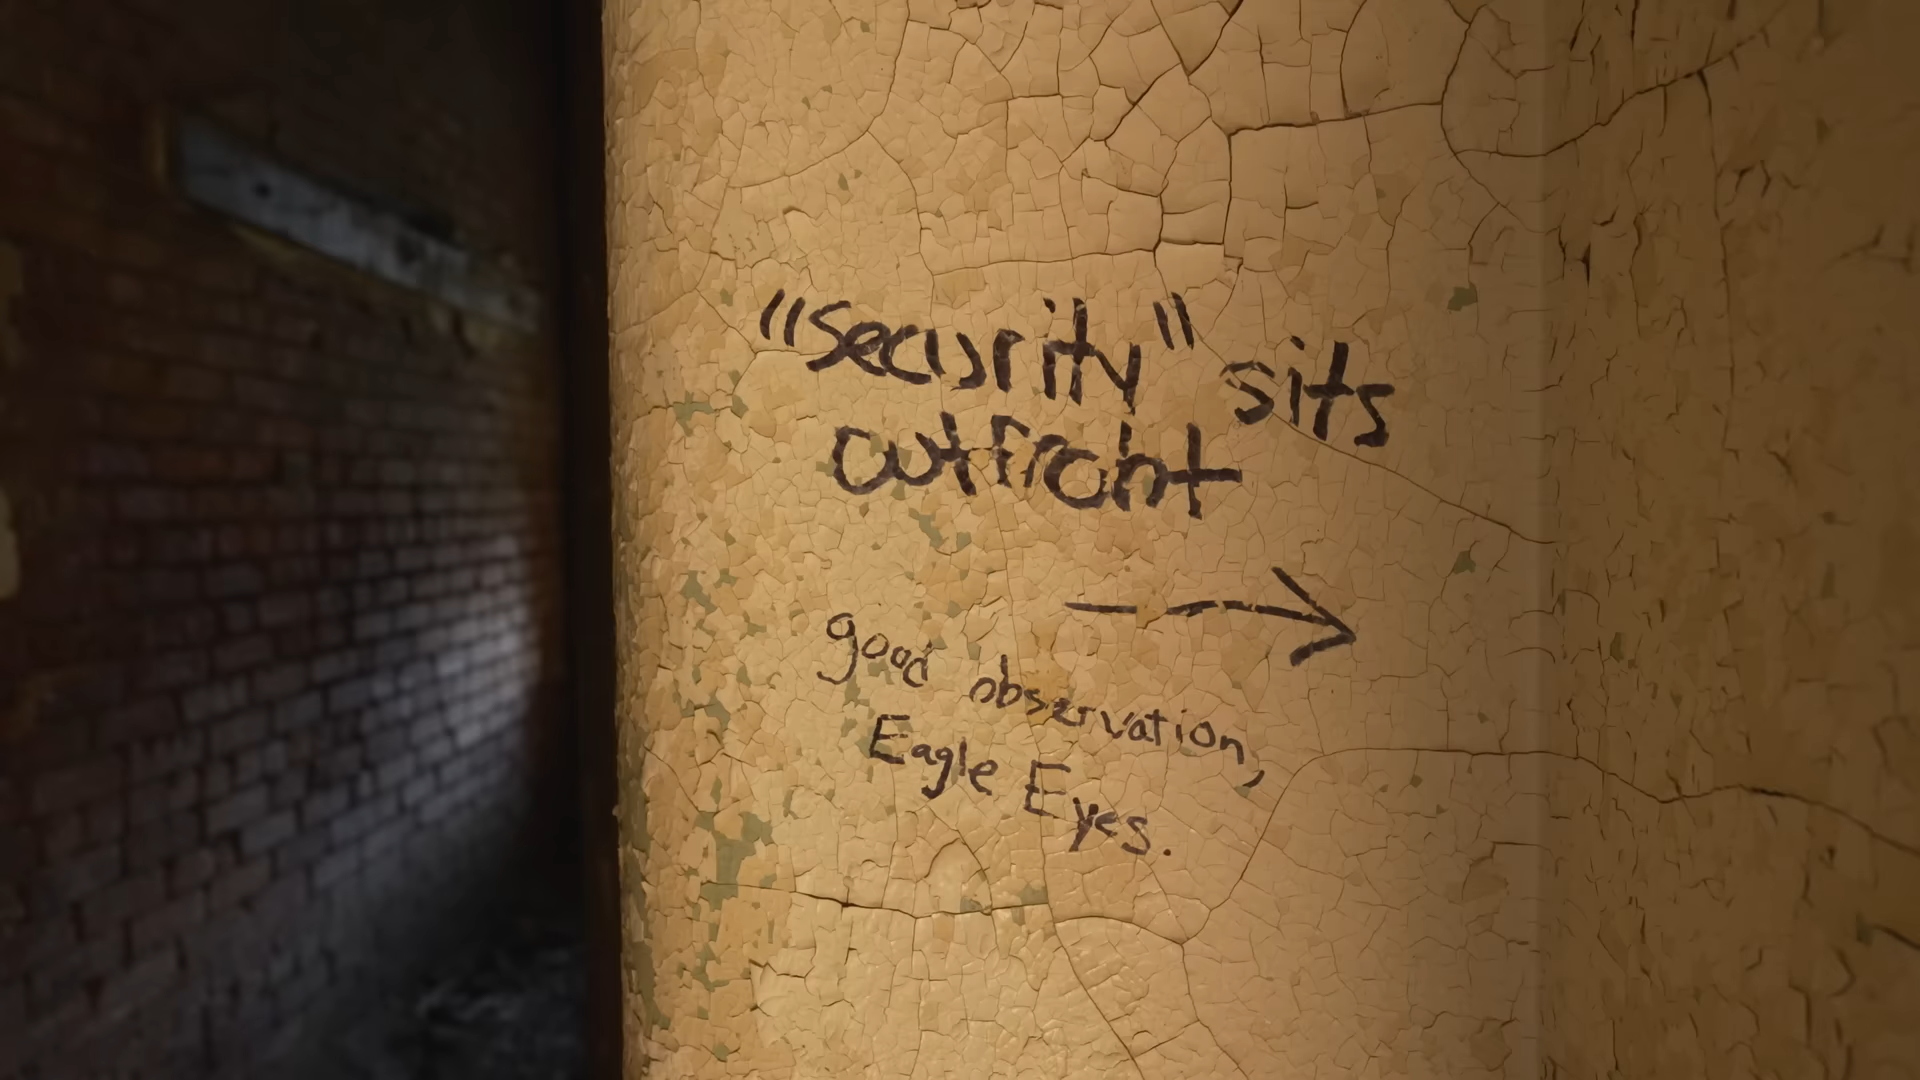 "security" sits
outfront
good observation,
Eagle Eyes.